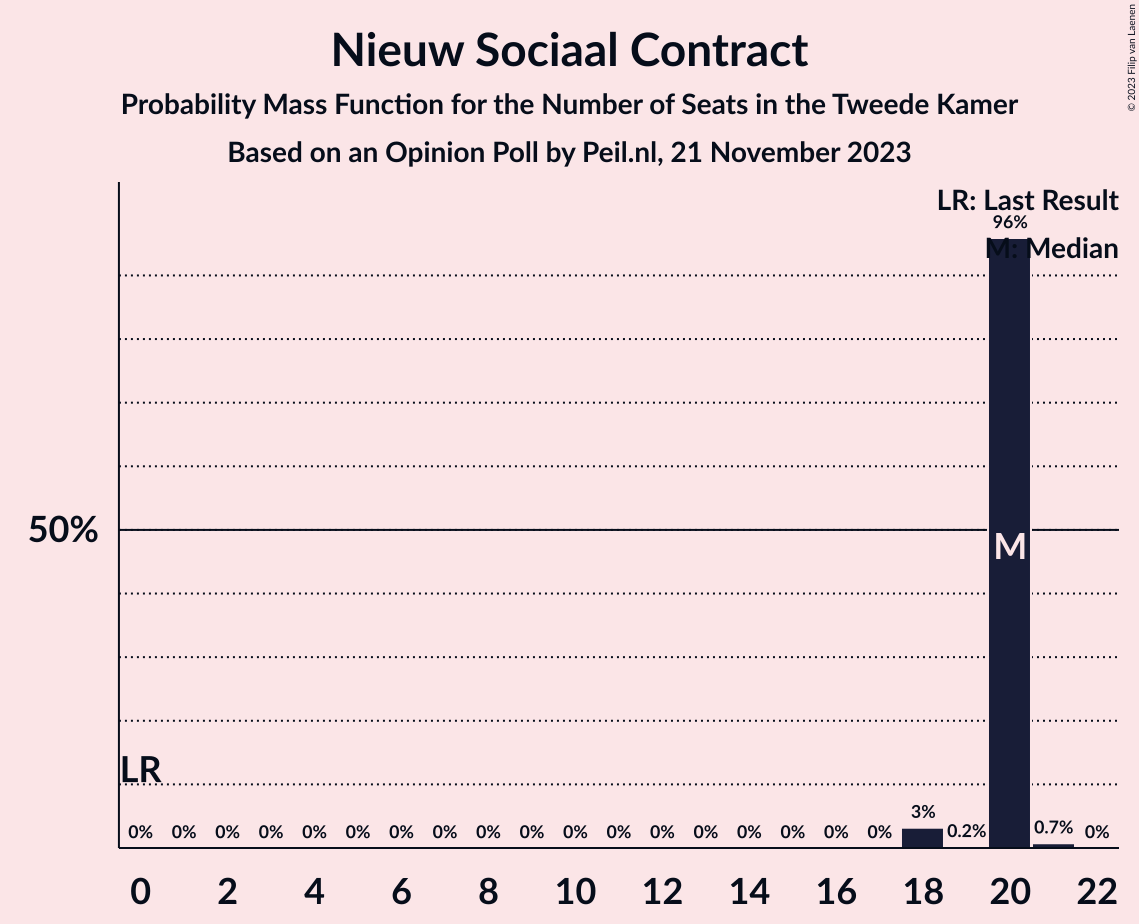 Nieuw Sociaal Contract
Probability Mass Function for the Number of Seats in the Tweede Kamer
Based on an Opinion Poll by Peil.nl, 21 November 2023
© 2023 Filip van Laenen
LR: Last Result
96%
M: Median
50%
M
LR
0% 0% 0% 0% 0% 0% 0% 0% 0% 0% 0% 0% 0% 0% 0% 0% 0% 0% 3% 0.2% 0.7% 0%
0 2 4 6 8 10 12 14 16 18 20 22